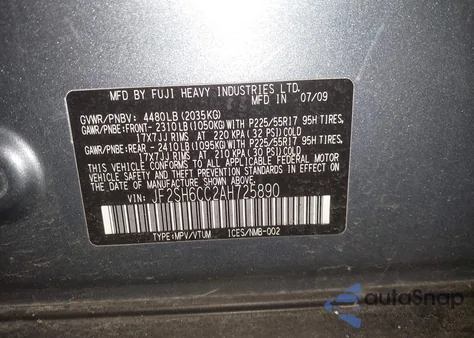 MFD BY FUJI HEAVY INDUSTRIES LTD.
MADE IN 07/09
GVWR/PNBV: 4480LB(2035KG)
GAWR/PNBE:FRONT- 2310LB(1050KG)WITH P225/55R17 95H TIRES.
17X7JJ RIMS AT 220 KPA(32 PSI)COLD
GAWR/PNBE:REAR - 2410LB(1095KG)WITH P225/55R17 95H TIRES.
17X7JJ RIMS AT 210 KPA(30 PSI)COLD
THIS VEHICLE CONFORMS TO ALL APPLICABLE FEDERAL MOTOR
VEHICLE SAFETY STANDARDS IN EFFECT ON THE DATE OF
MANUFACTURE SHOWN ABOVE.
VIN: JF2SH6CC2AH725890
TYPE:MPV/VTUM ICES/NMB-002
autoSnap